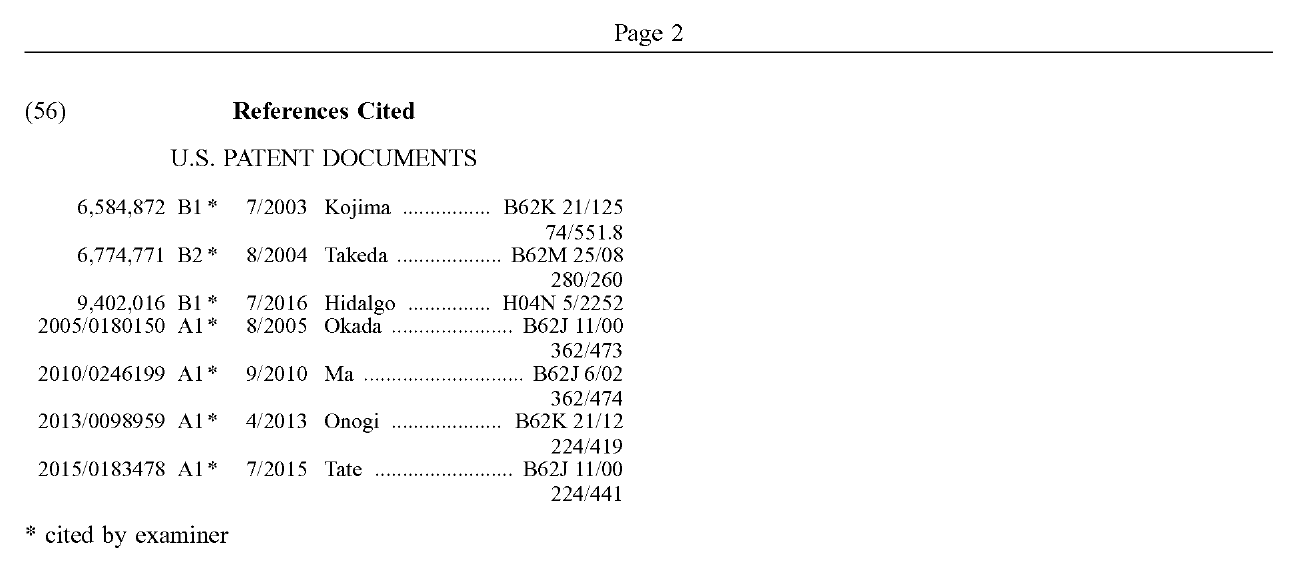 Page 2
(56) References Cited
U.S. PATENT DOCUMENTS
6,584,872 B1 * 7/2003 Kojima ................ B62K 21/125
74/551.8
6,774,771 B2 * 8/2004 Takeda ................... B62M 25/08
280/260
9,402,016 B1 * 7/2016 Hidalgo ............... H04N 5/2252
2005/0180150 A1 * 8/2005 Okada ...................... B62J 11/00
362/473
2010/0246199 A1 * 9/2010 Ma ............................. B62J 6/02
362/474
2013/0098959 A1 * 4/2013 Onogi .................... B62K 21/12
224/419
2015/0183478 A1 * 7/2015 Tate ......................... B62J 11/00
224/441
* cited by examiner